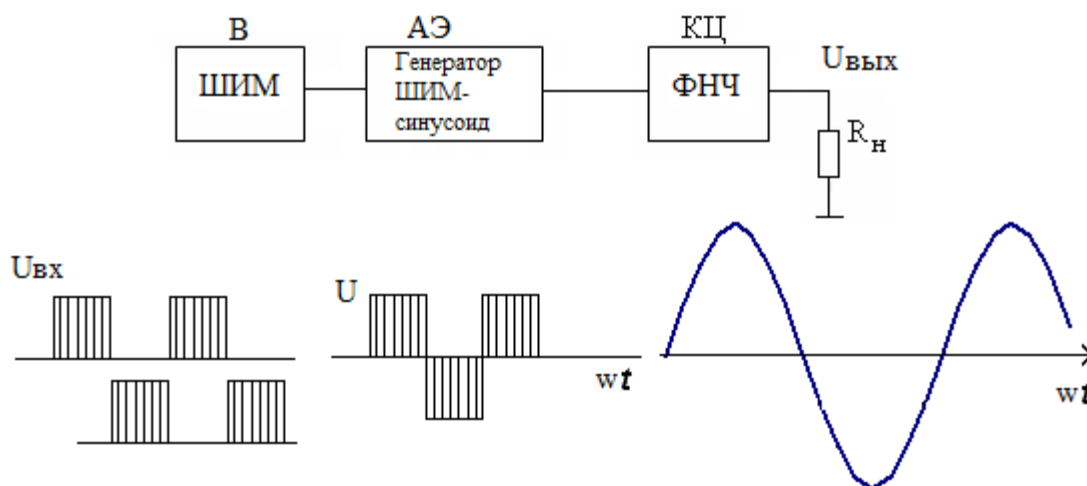 В
АЭ
КЦ
ШИМ
Генератор
ШИМ-
синусоид
ФНЧ
Uвых
Rн
Uвх
U
wt
wt